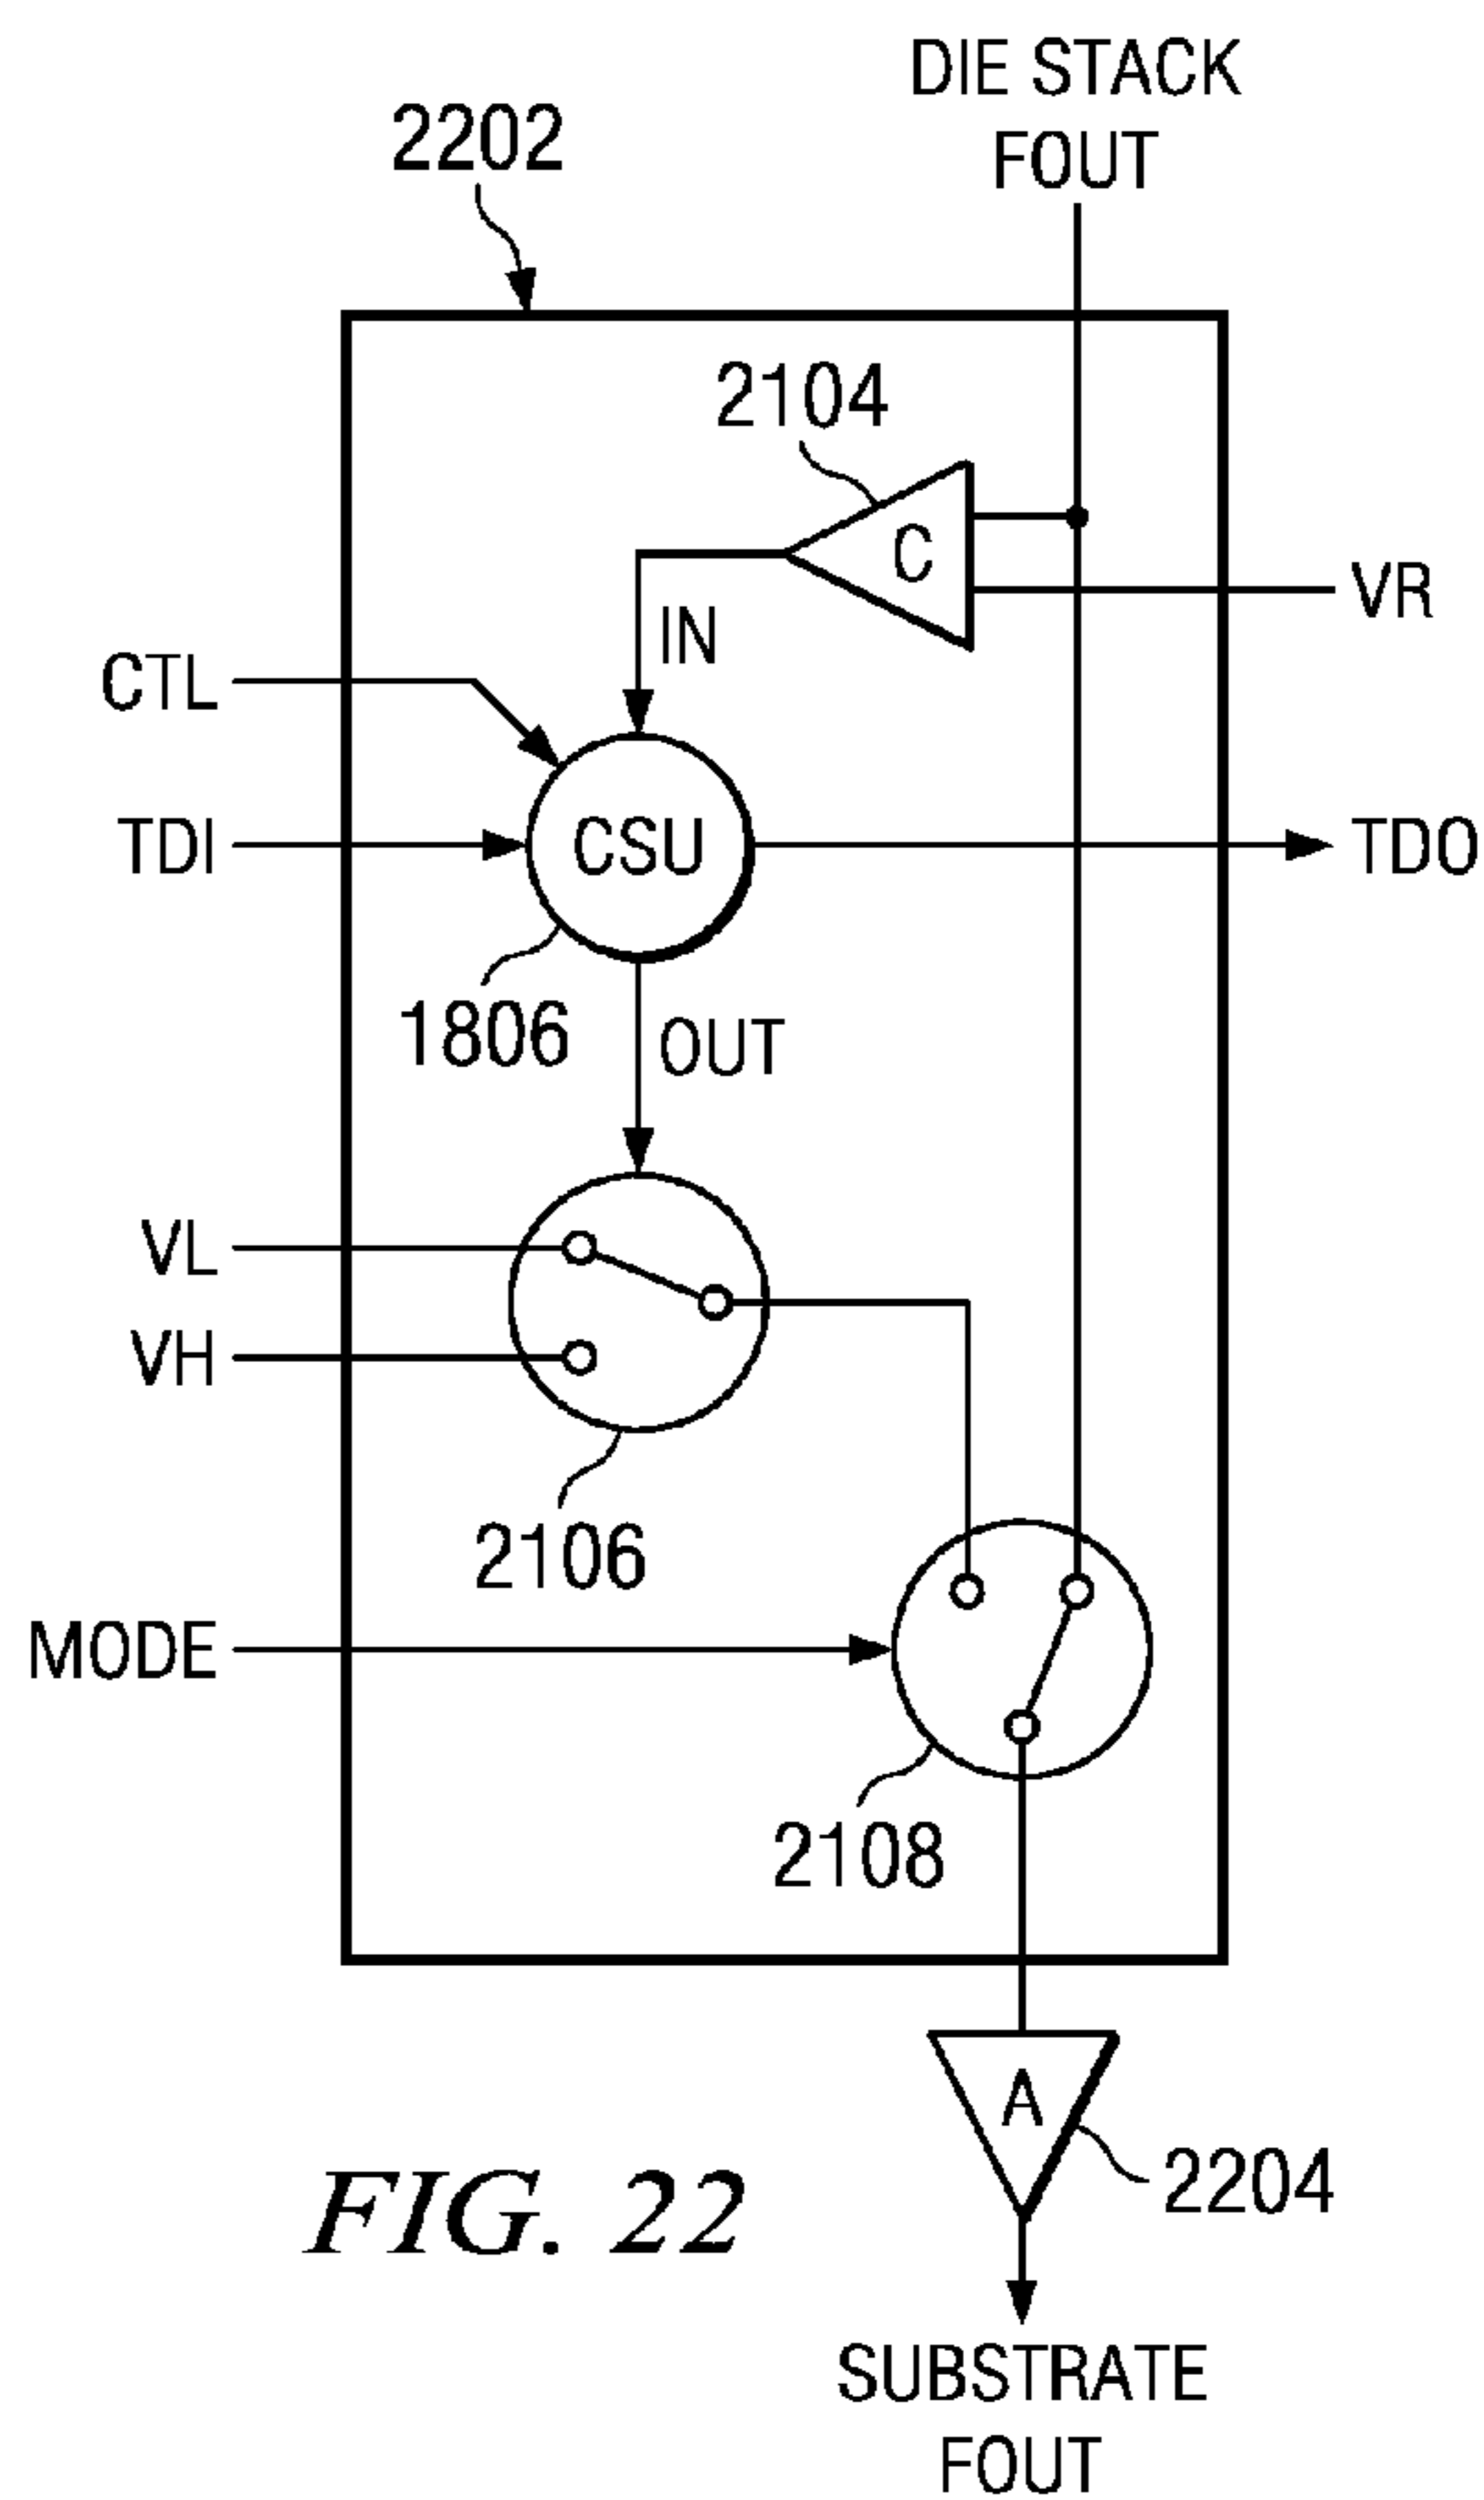 DIE STACK
FOUT
2202
2104
C
VR
IN
CTL
TDI
CSU
TDO
1806
OUT
VL
VH
2106
MODE
2108
A
2204
FIG. 22
SUBSTRATE
FOUT